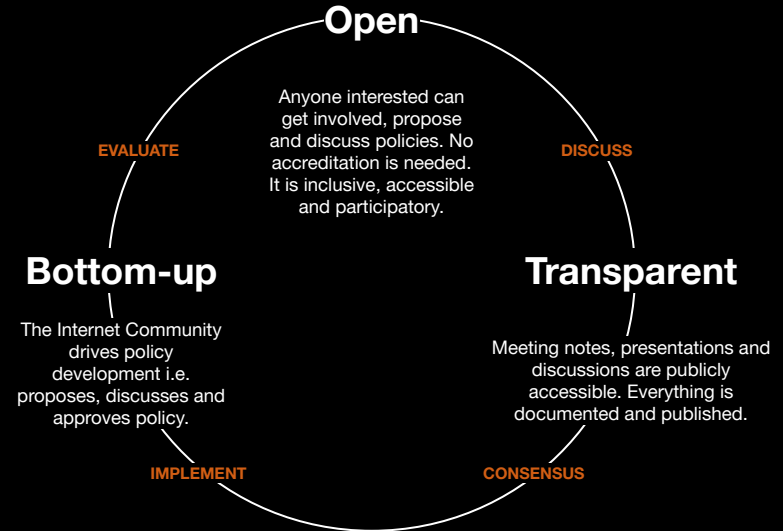 Open
Anyone interested can
get involved, propose
and discuss policies. No
accreditation is needed.
It is inclusive, accessible
and participatory.
EVALUATE
DISCUSS
Bottom-up
The Internet Community
drives policy
development i.e.
proposes, discusses and
approves policy.
Transparent
Meeting notes, presentations and
discussions are publicly
accessible. Everything is
documented and published.
IMPLEMENT
CONSENSUS